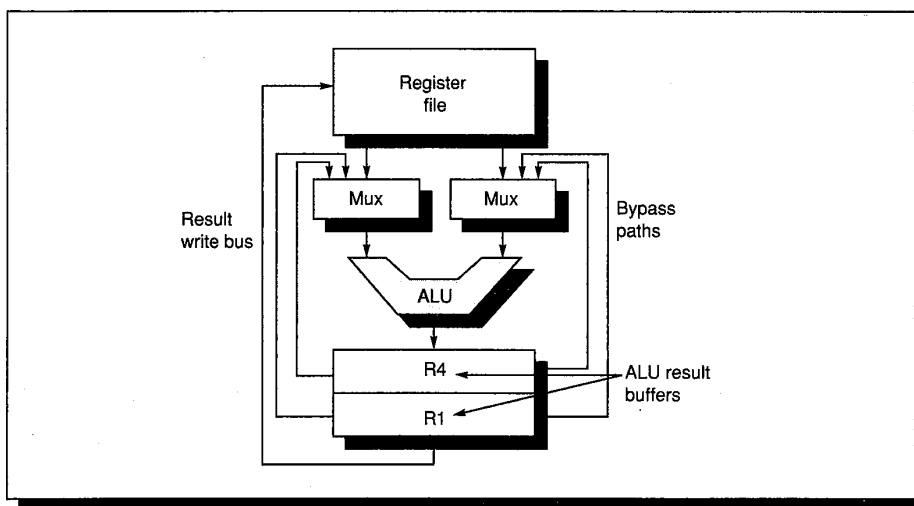 Register
file
Mux
Mux
Result
write bus
Bypass
paths
ALU
R4
ALU result
buffers
R1